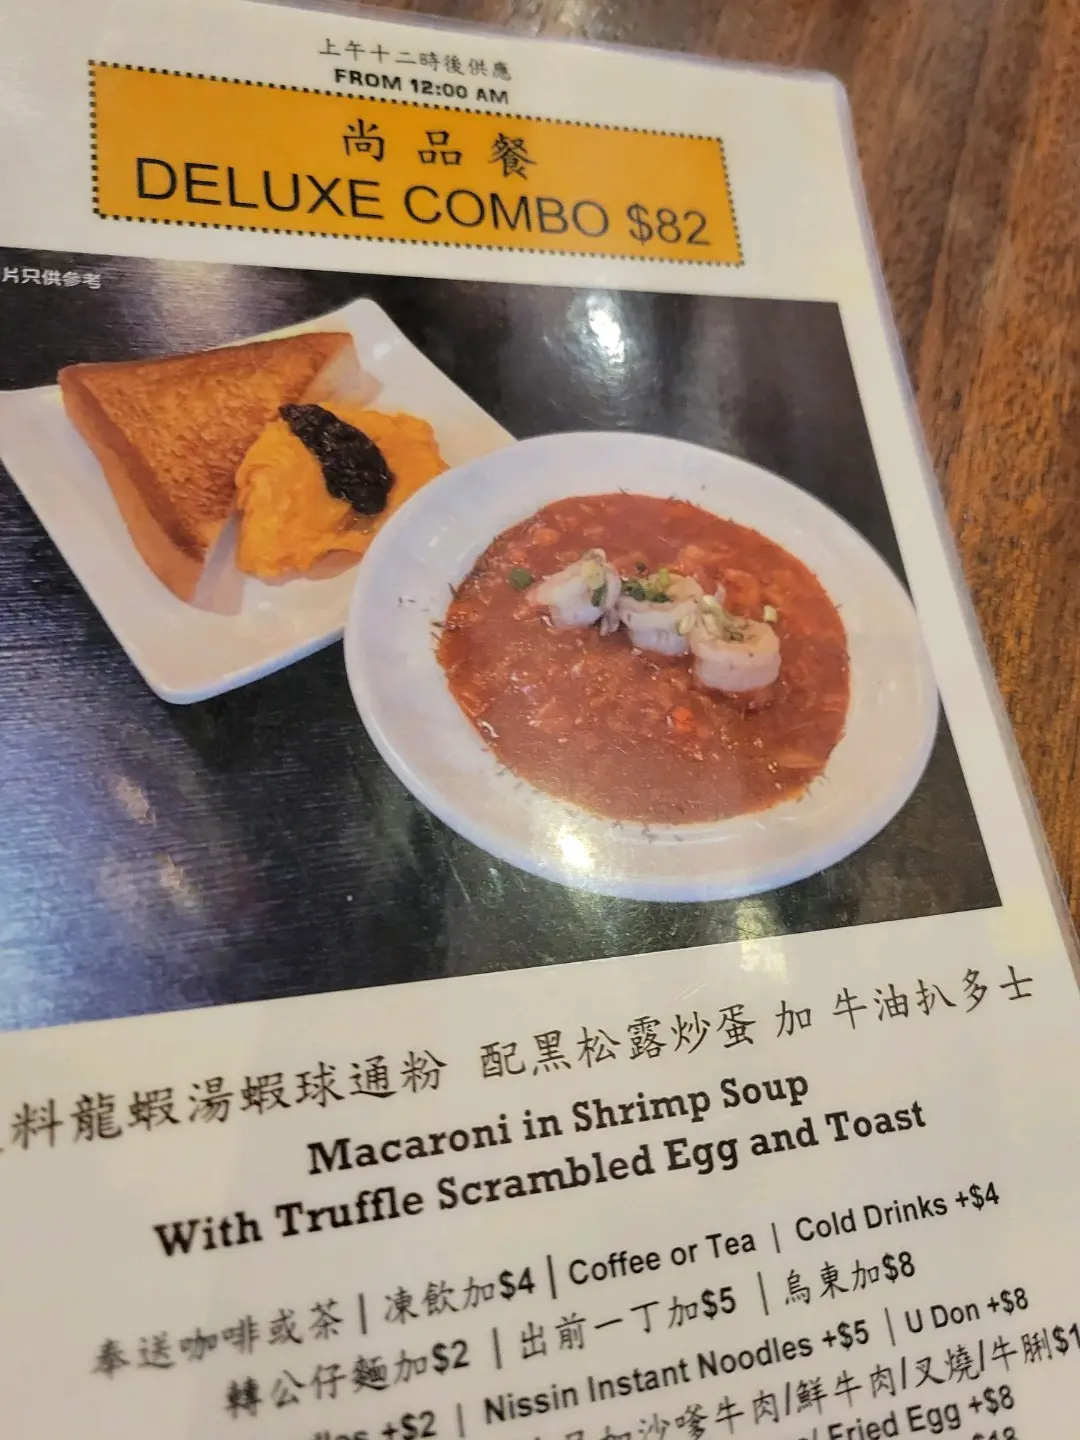 上午十二時後供應
FROM 12:00 AM
尚品餐
DELUXE COMBO $82
片只供參考
料龍蝦湯蝦球通粉 配黑松露炒蛋 加 牛油扒多士
Macaroni in Shrimp Soup
With Truffle Scrambled Egg and Toast
奉送咖啡或茶 | 凍飲加$4 | Coffee or Tea | Cold Drinks +$4
轉公仔麵加$2 | 出前一丁加$5 | 烏東加$8
+$2 | Nissin Instant Noodles +$5 | U Don +$8
加沙嗲牛肉/鮮牛肉/叉燒/牛脷$1
Fried Egg +$8